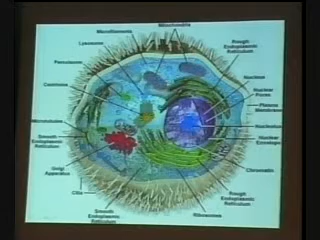 Mitochondria
Microfilaments
Lysosome
Rough
Endoplasmic
Reticulum
Peroxisome
Nucleus
Centriole
Nuclear
Pores
Plasma
Membrane
Microtubules
Nucleolus
Smooth
Endoplasmic
Reticulum
Nuclear
Envelope
Golgi
Apparatus
Chromatin
Cilia
Rough
Endoplasmic
Reticulum
Smooth
Endoplasmic
Reticulum
Ribosomes